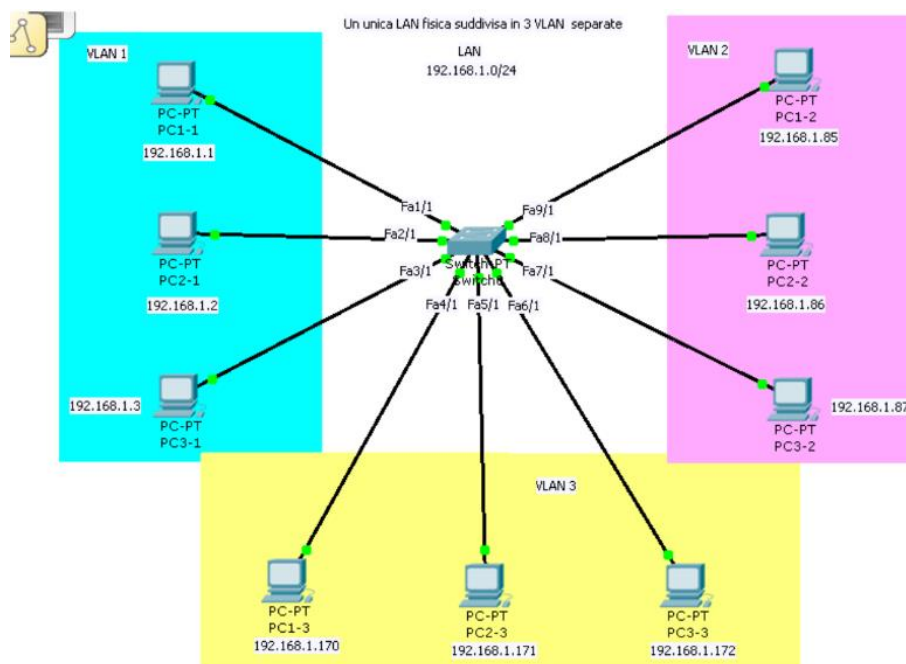 Un unica LAN fisica suddivisa in 3 VLAN separate
LAN
192.168.1.0/24
VLAN 1
PC-PT
PC1-1
192.168.1.1
PC-PT
PC2-1
192.168.1.2
192.168.1.3
PC-PT
PC3-1
VLAN 2
PC-PT
PC1-2
192.168.1.85
PC-PT
PC2-2
192.168.1.86
192.168.1.87
PC-PT
PC3-2
Fa1/1
Fa2/1
Fa3/1
Fa4/1
Fa5/1
Fa6/1
Fa7/1
Fa8/1
Fa9/1
Switch-PT
Switch0
VLAN 3
PC-PT
PC1-3
192.168.1.170
PC-PT
PC2-3
192.168.1.171
PC-PT
PC3-3
192.168.1.172